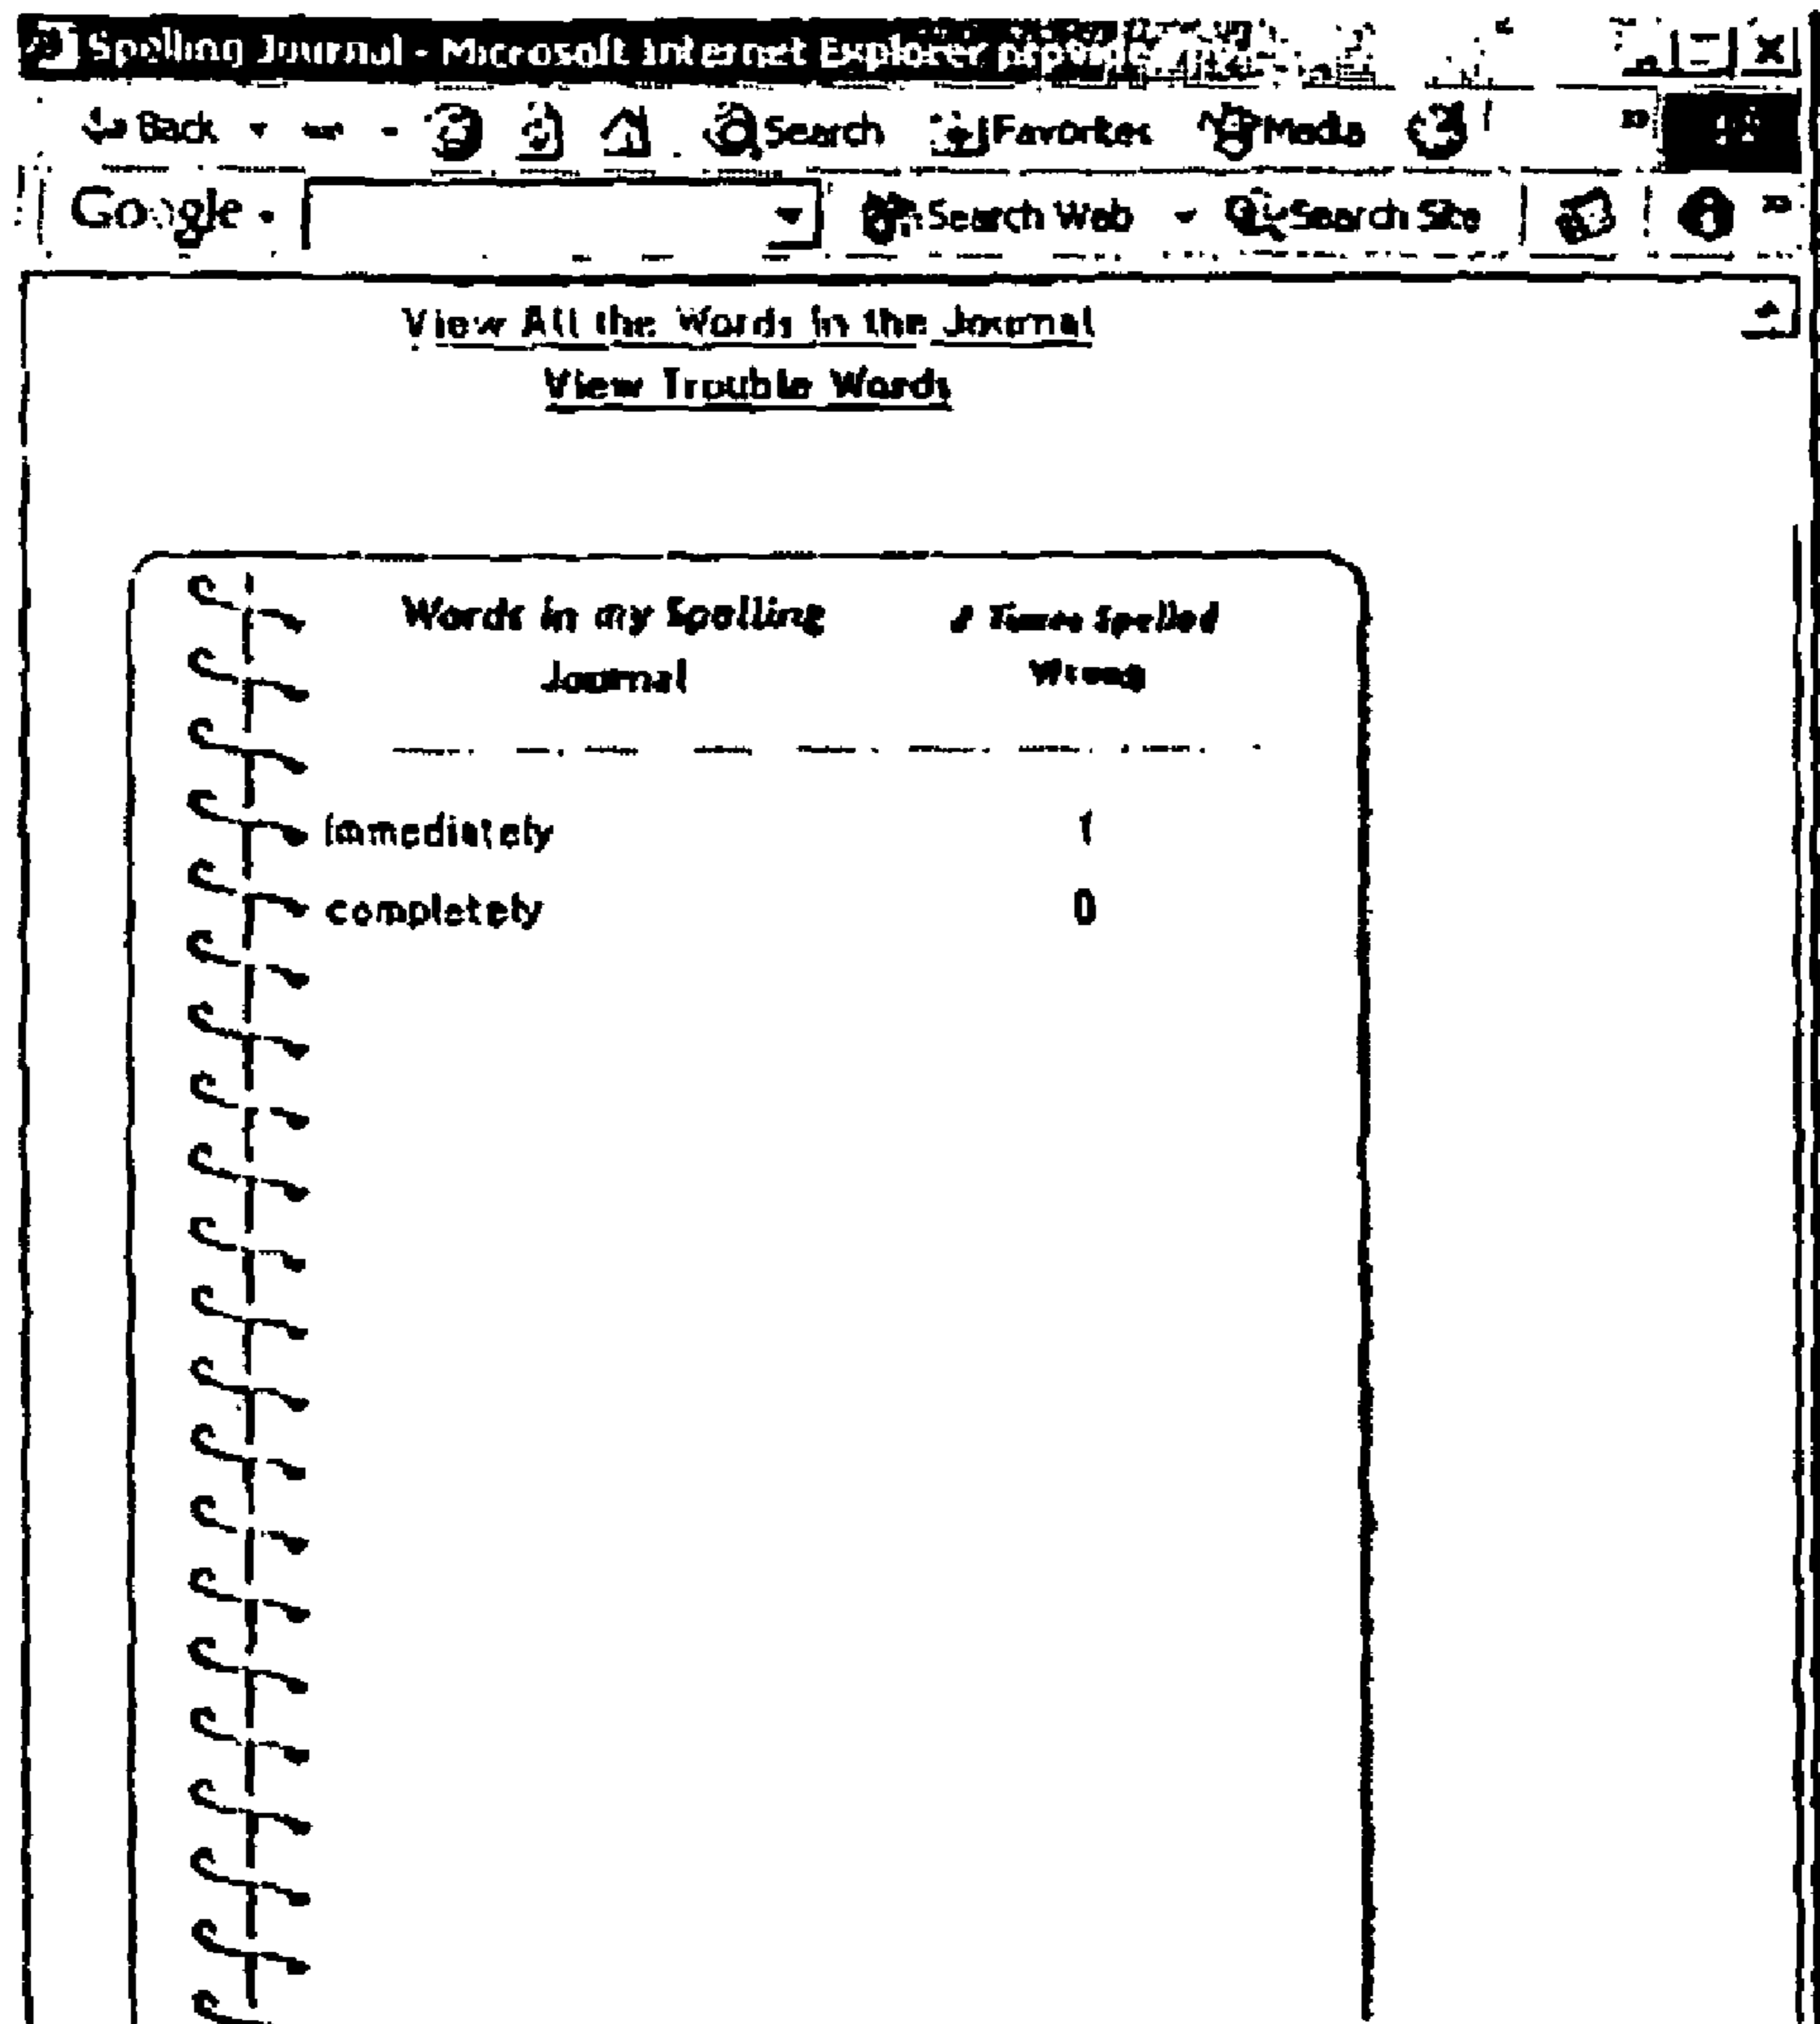 Spelling Journal - Microsoft Internet Explorer
Back Search Favorites Media
Google Search Web Search Site
View All the Words in the Journal
View Trouble Words
Words in my Spelling Journal
# Times Spelled Wrong
immediately 1
completely 0